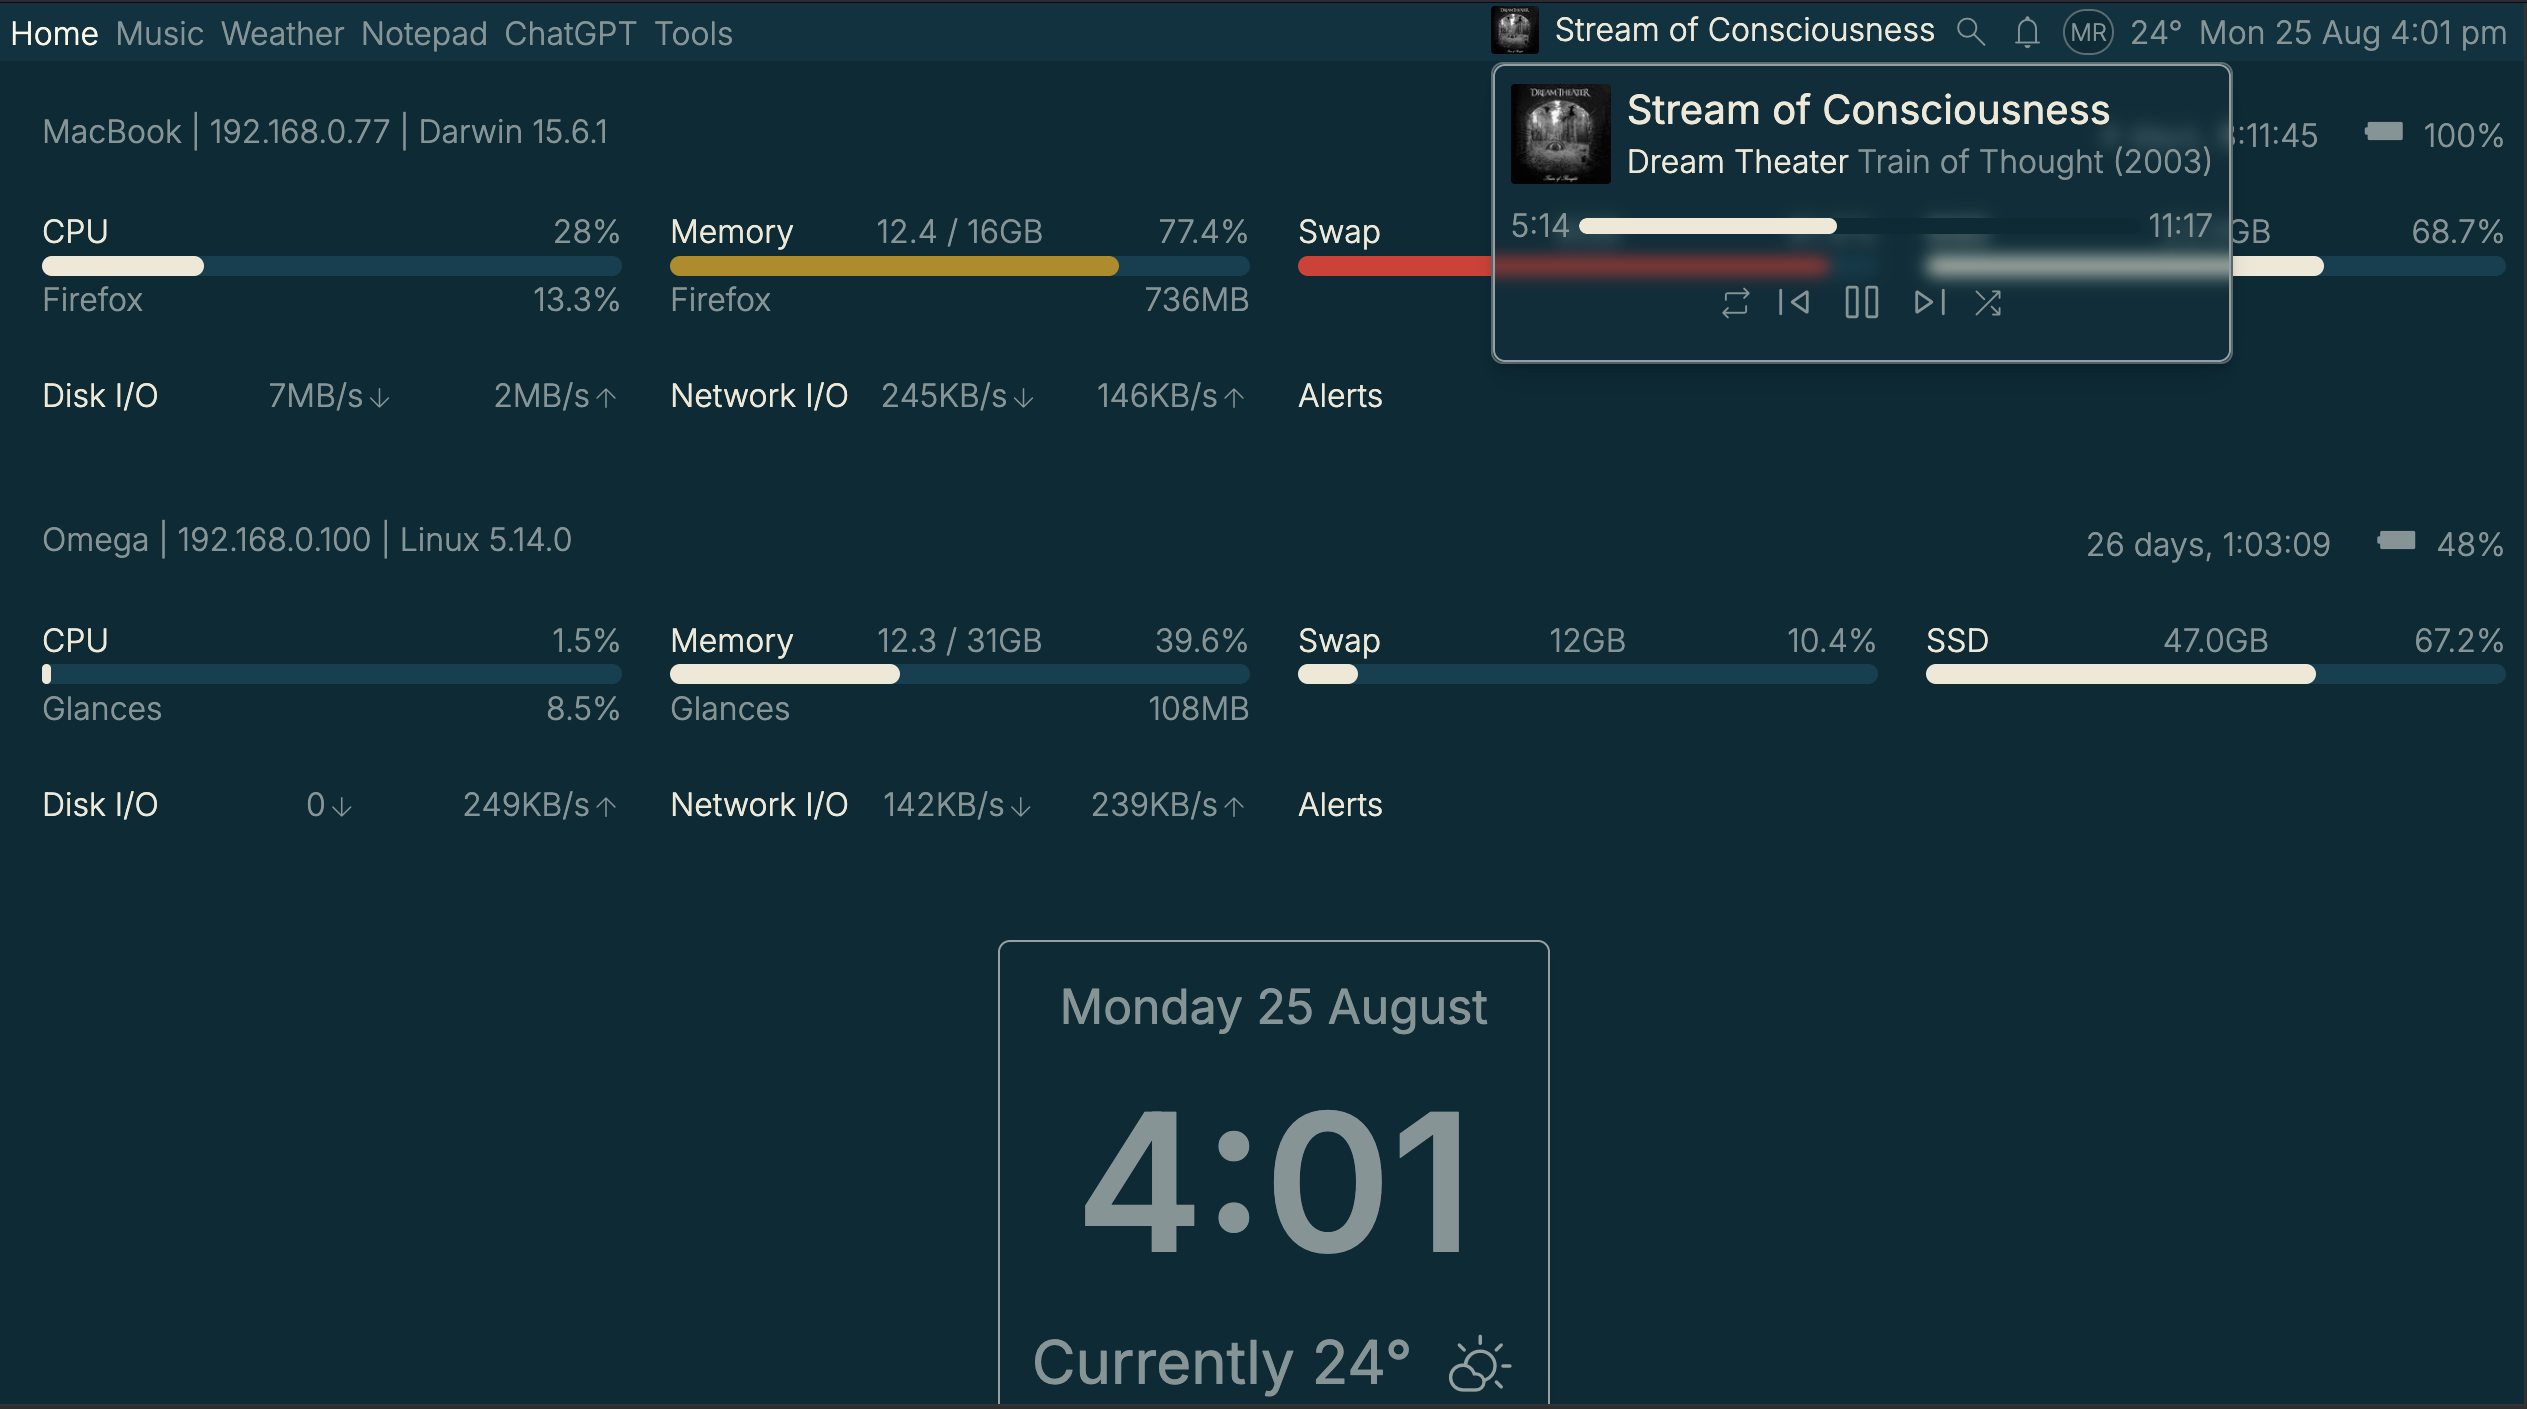 Home Music Weather Notepad ChatGPT Tools Stream of Consciousness MR 24° Mon 25 Aug 4:01 pm
MacBook | 192.168.0.77 | Darwin 15.6.1 :11:45 100%
DREAM THEATER
Train of Thought
Stream of Consciousness
Dream Theater Train of Thought (2003)
5:14 11:17
CPU 28% Memory 12.4 / 16GB 77.4% Swap GB 68.7%
Firefox 13.3% Firefox 736MB
Disk I/O 7MB/s↓ 2MB/s↑ Network I/O 245KB/s↓ 146KB/s↑ Alerts
Omega | 192.168.0.100 | Linux 5.14.0 26 days, 1:03:09 48%
CPU 1.5% Memory 12.3 / 31GB 39.6% Swap 12GB 10.4% SSD 47.0GB 67.2%
Glances 8.5% Glances 108MB
Disk I/O 0↓ 249KB/s↑ Network I/O 142KB/s↓ 239KB/s↑ Alerts
Monday 25 August
4:01
Currently 24°